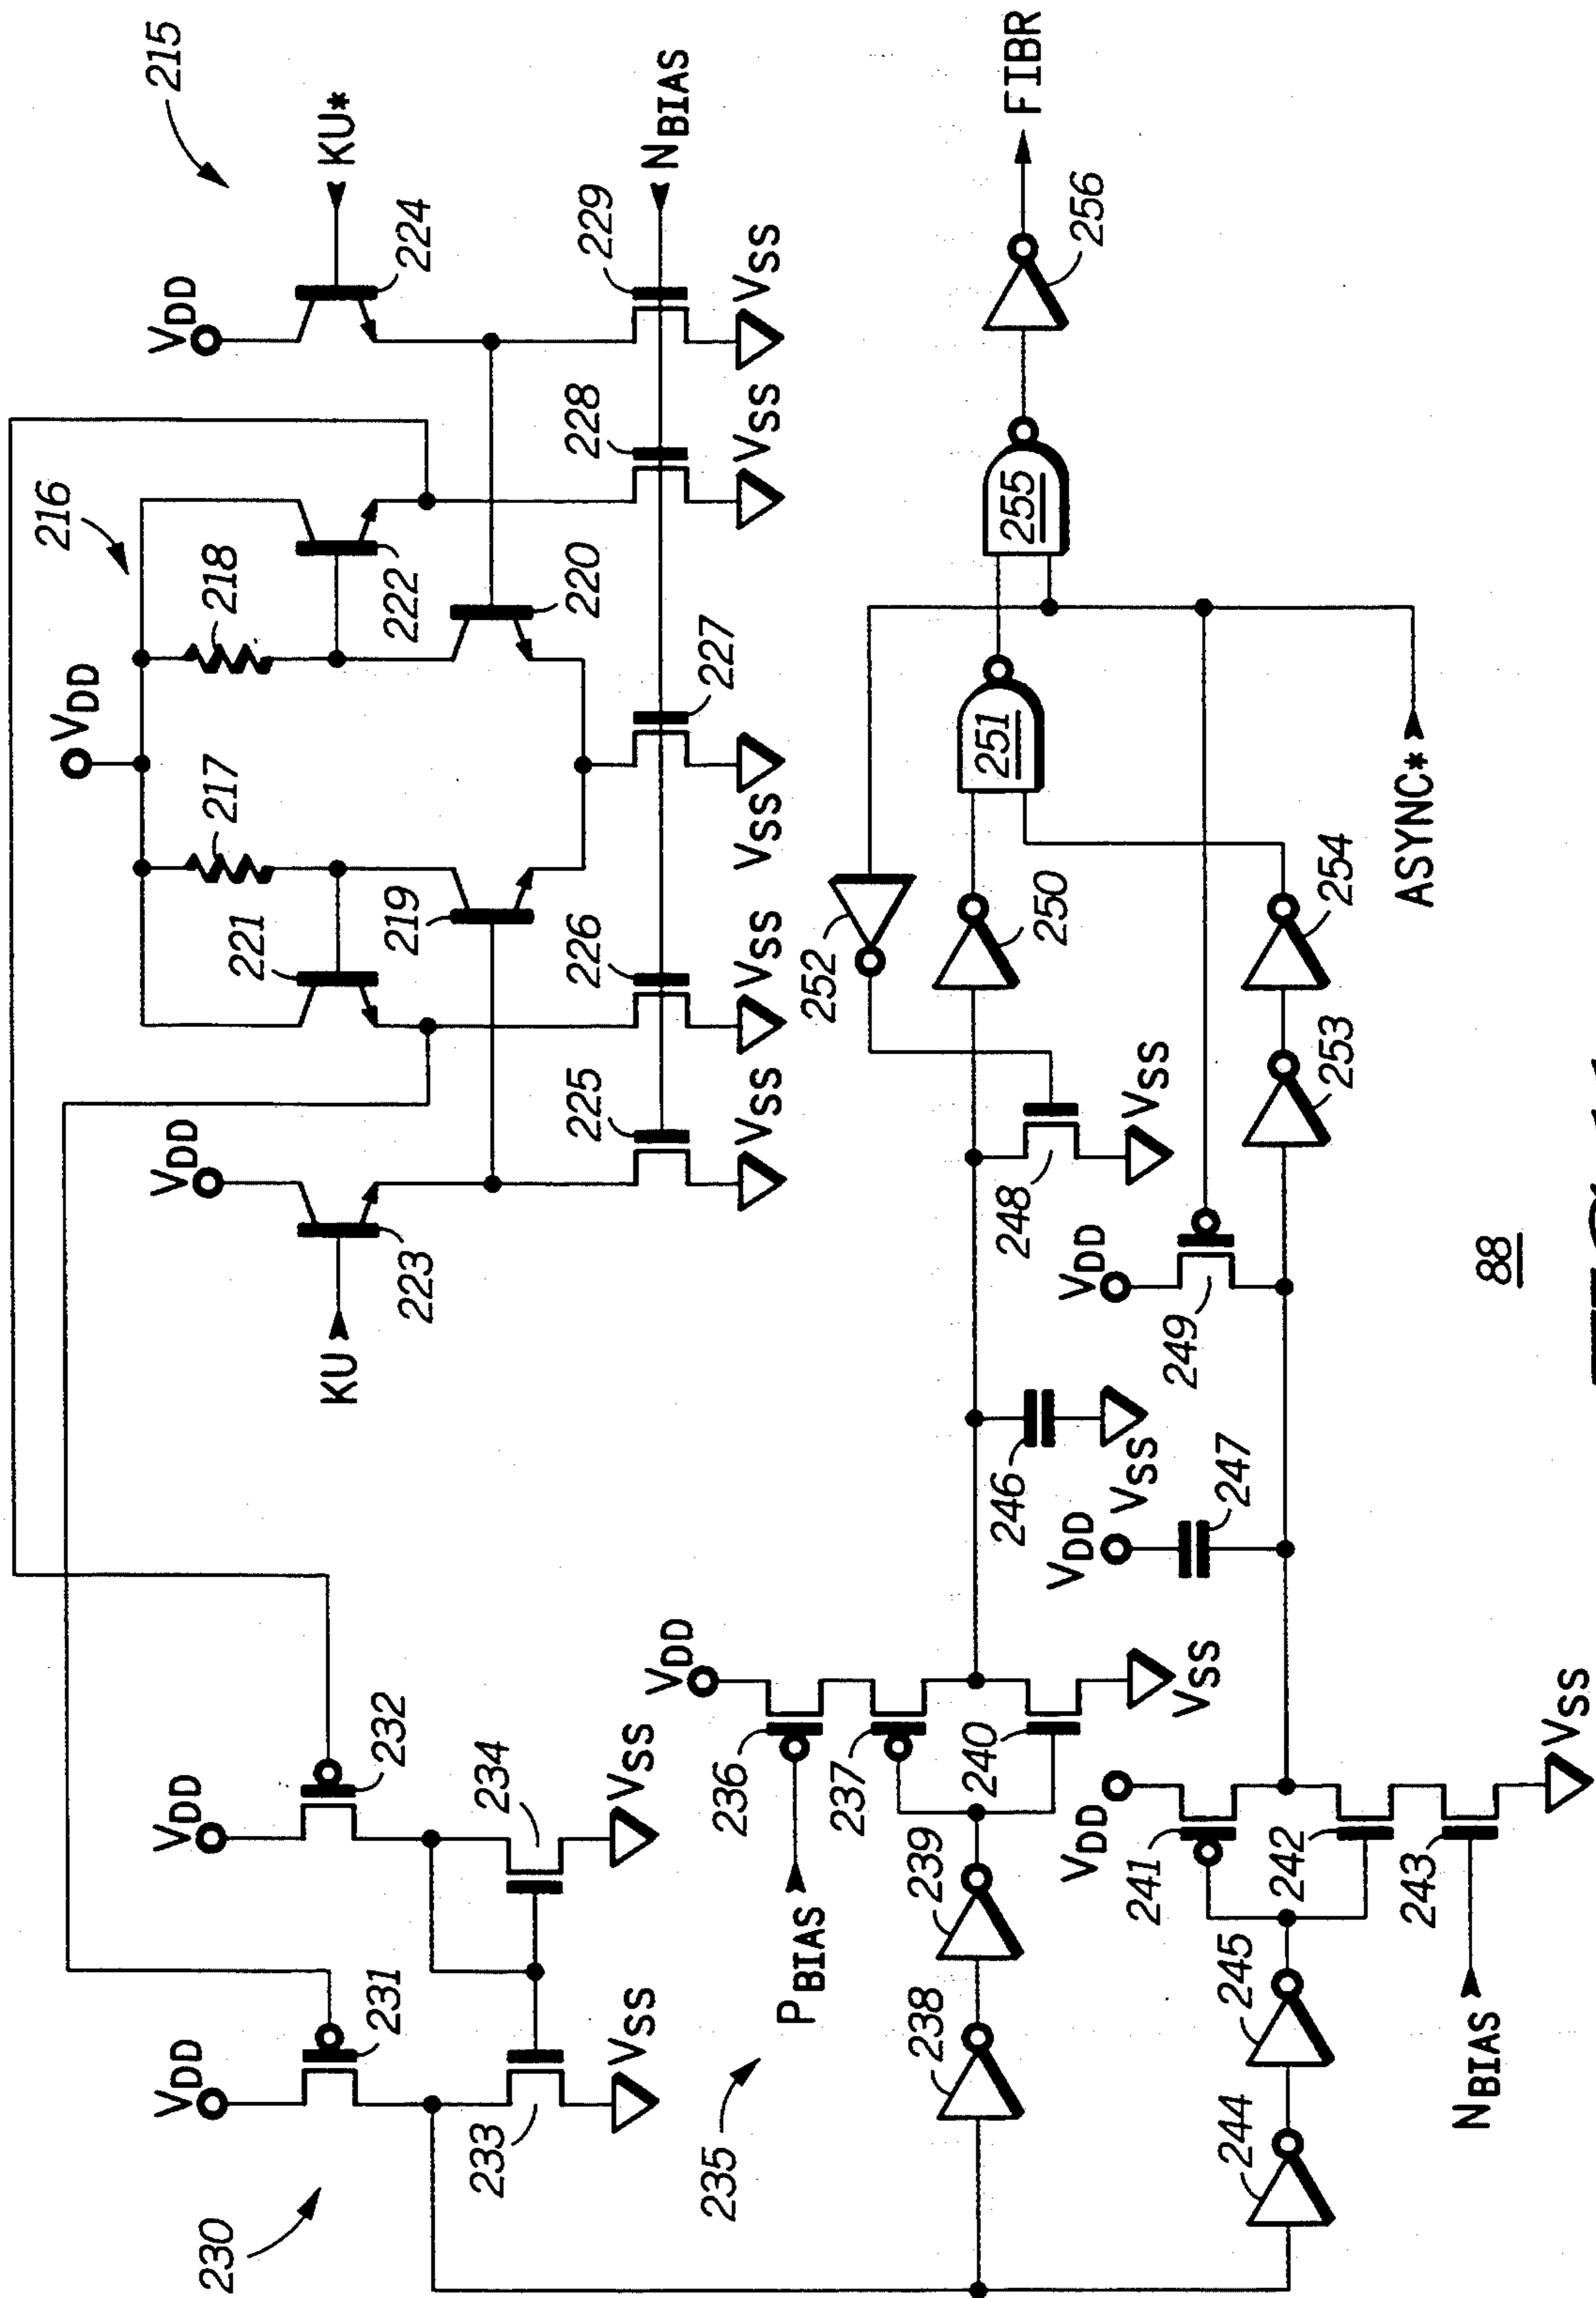 215
216
KU*
VDD
VDD
VDD
218
217
224
222
221
220
219
223
KU
NBIAS
229
228
227
226
225
VSS
VSS
VSS
VSS
VSS
230
VDD
VDD
232
231
234
233
VSS
VSS
235
PBIAS
VDD
236
237
240
239
238
VSS
246
VSS
248
VSS
252
250
251
255
256
FIBR
VDD
241
242
243
245
244
NBIAS
VSS
VDD
247
VDD
249
253
254
ASYNC*
88